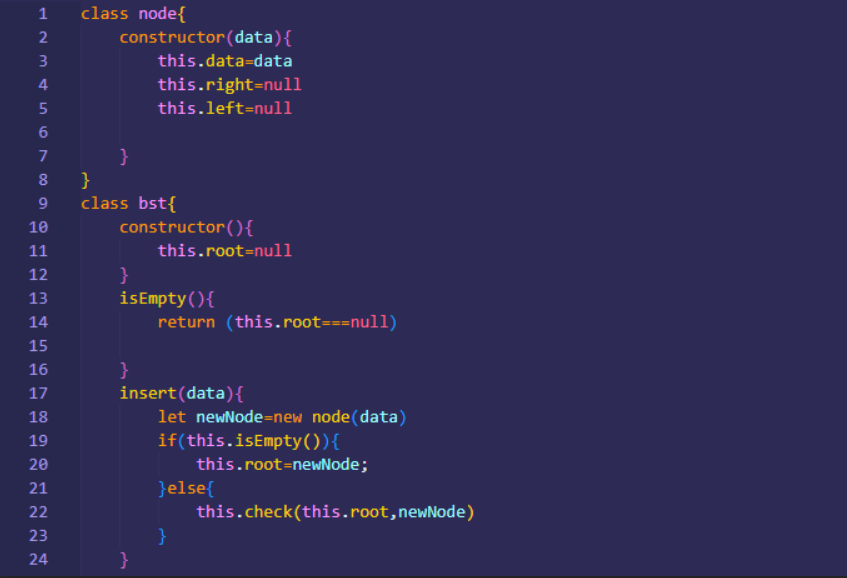 1 class node{
2 constructor(data){
3 this.data=data
4 this.right=null
5 this.left=null
6
7 }
8 }
9 class bst{
10 constructor(){
11 this.root=null
12 }
13 isEmpty(){
14 return (this.root===null)
15
16 }
17 insert(data){
18 let newNode=new node(data)
19 if(this.isEmpty()){
20 this.root=newNode;
21 }else{
22 this.check(this.root,newNode)
23 }
24 }